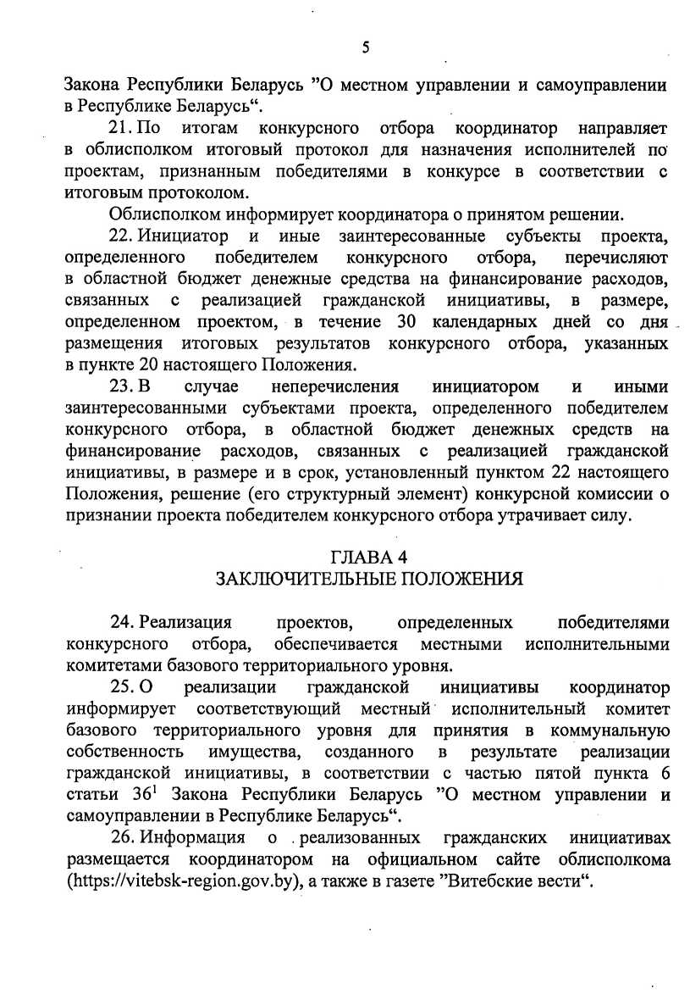 5
Закона Республики Беларусь ”О местном управлении и самоуправлении
в Республике Беларусь“.
21. По итогам конкурсного отбора координатор направляет
в облисполком итоговый протокол для назначения исполнителей по
проектам, признанным победителями в конкурсе в соответствии с
итоговым протоколом.
Облисполком информирует координатора о принятом решении.
22. Инициатор и иные заинтересованные субъекты проекта,
определенного победителем конкурсного отбора, перечисляют
в областной бюджет денежные средства на финансирование расходов,
связанных с реализацией гражданской инициативы, в размере,
определенном проектом, в течение 30 календарных дней со дня
размещения итоговых результатов конкурсного отбора, указанных
в пункте 20 настоящего Положения.
23. В случае неперечисления инициатором и иными
заинтересованными субъектами проекта, определенного победителем
конкурсного отбора, в областной бюджет денежных средств на
финансирование расходов, связанных с реализацией гражданской
инициативы, в размере и в срок, установленный пунктом 22 настоящего
Положения, решение (его структурный элемент) конкурсной комиссии о
признании проекта победителем конкурсного отбора утрачивает силу.
ГЛАВА 4
ЗАКЛЮЧИТЕЛЬНЫЕ ПОЛОЖЕНИЯ
24. Реализация проектов, определенных победителями
конкурсного отбора, обеспечивается местными исполнительными
комитетами базового территориального уровня.
25. О реализации гражданской инициативы координатор
информирует соответствующий местный исполнительный комитет
базового территориального уровня для принятия в коммунальную
собственность имущества, созданного в результате реализации
гражданской инициативы, в соответствии с частью пятой пункта 6
статьи 36¹ Закона Республики Беларусь ”О местном управлении и
самоуправлении в Республике Беларусь“.
26. Информация о реализованных гражданских инициативах
размещается координатором на официальном сайте облисполкома
(https://vitebsk-region.gov.by), а также в газете ”Витебские вести“.